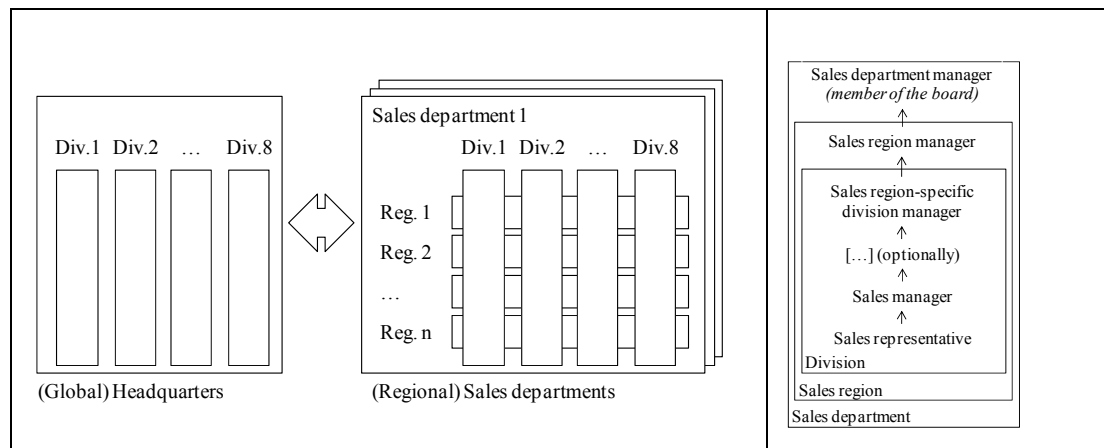 Div.1 Div.2 … Div.8
(Global) Headquarters
Sales department 1
Div.1 Div.2 … Div.8
Reg. 1
Reg. 2
…
Reg. n
(Regional) Sales departments
Sales department manager
(member of the board)
Sales region manager
Sales region-specific
division manager
[…] (optionally)
Sales manager
Sales representative
Division
Sales region
Sales department